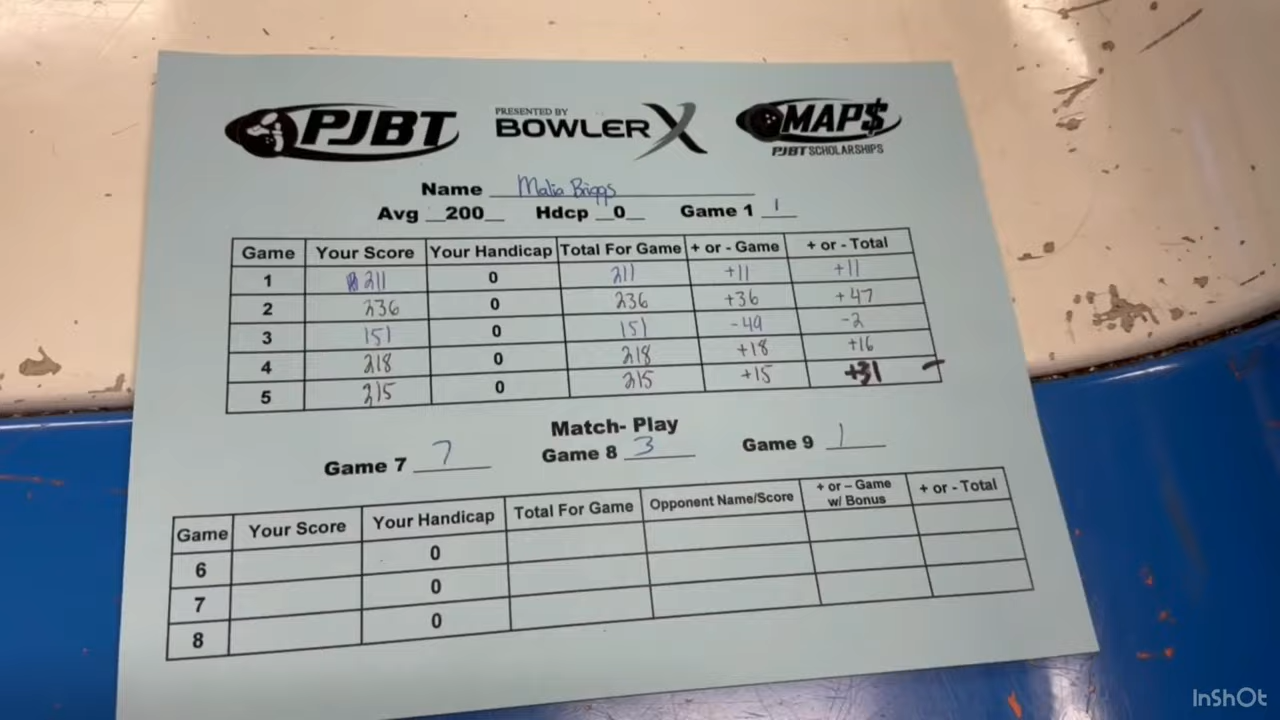 PJBT PRESENTED BY BOWLER X MAP$ PJBT SCHOLARSHIPS
Name Malia Briggs
Avg 200 Hdcp 0 Game 1 1
Game Your Score Your Handicap Total For Game + or - Game + or - Total
1 211 0 211 +11 +11
2 236 0 236 +36 +47
3 151 0 151 -49 -2
4 218 0 218 +18 +16
5 215 0 215 +15 +31
Match- Play
Game 7 7 Game 8 3 Game 9 1
Game Your Score Your Handicap Total For Game Opponent Name/Score + or – Game w/ Bonus + or - Total
6 0
7 0
8 0
InShOt